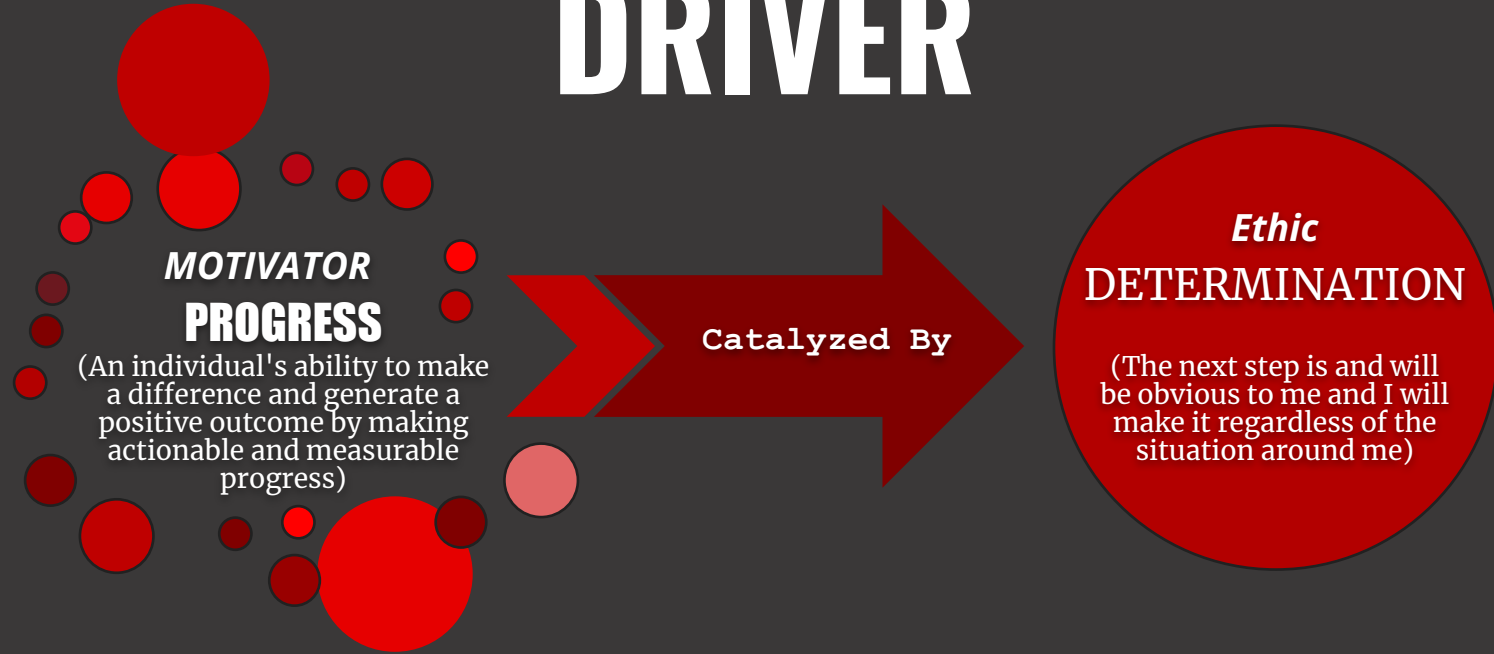 DRIVER
MOTIVATOR
PROGRESS
(An individual's ability to make
a difference and generate a
positive outcome by making
actionable and measurable
progress)
Catalyzed By
Ethic
DETERMINATION
(The next step is and will
be obvious to me and I will
make it regardless of the
situation around me)